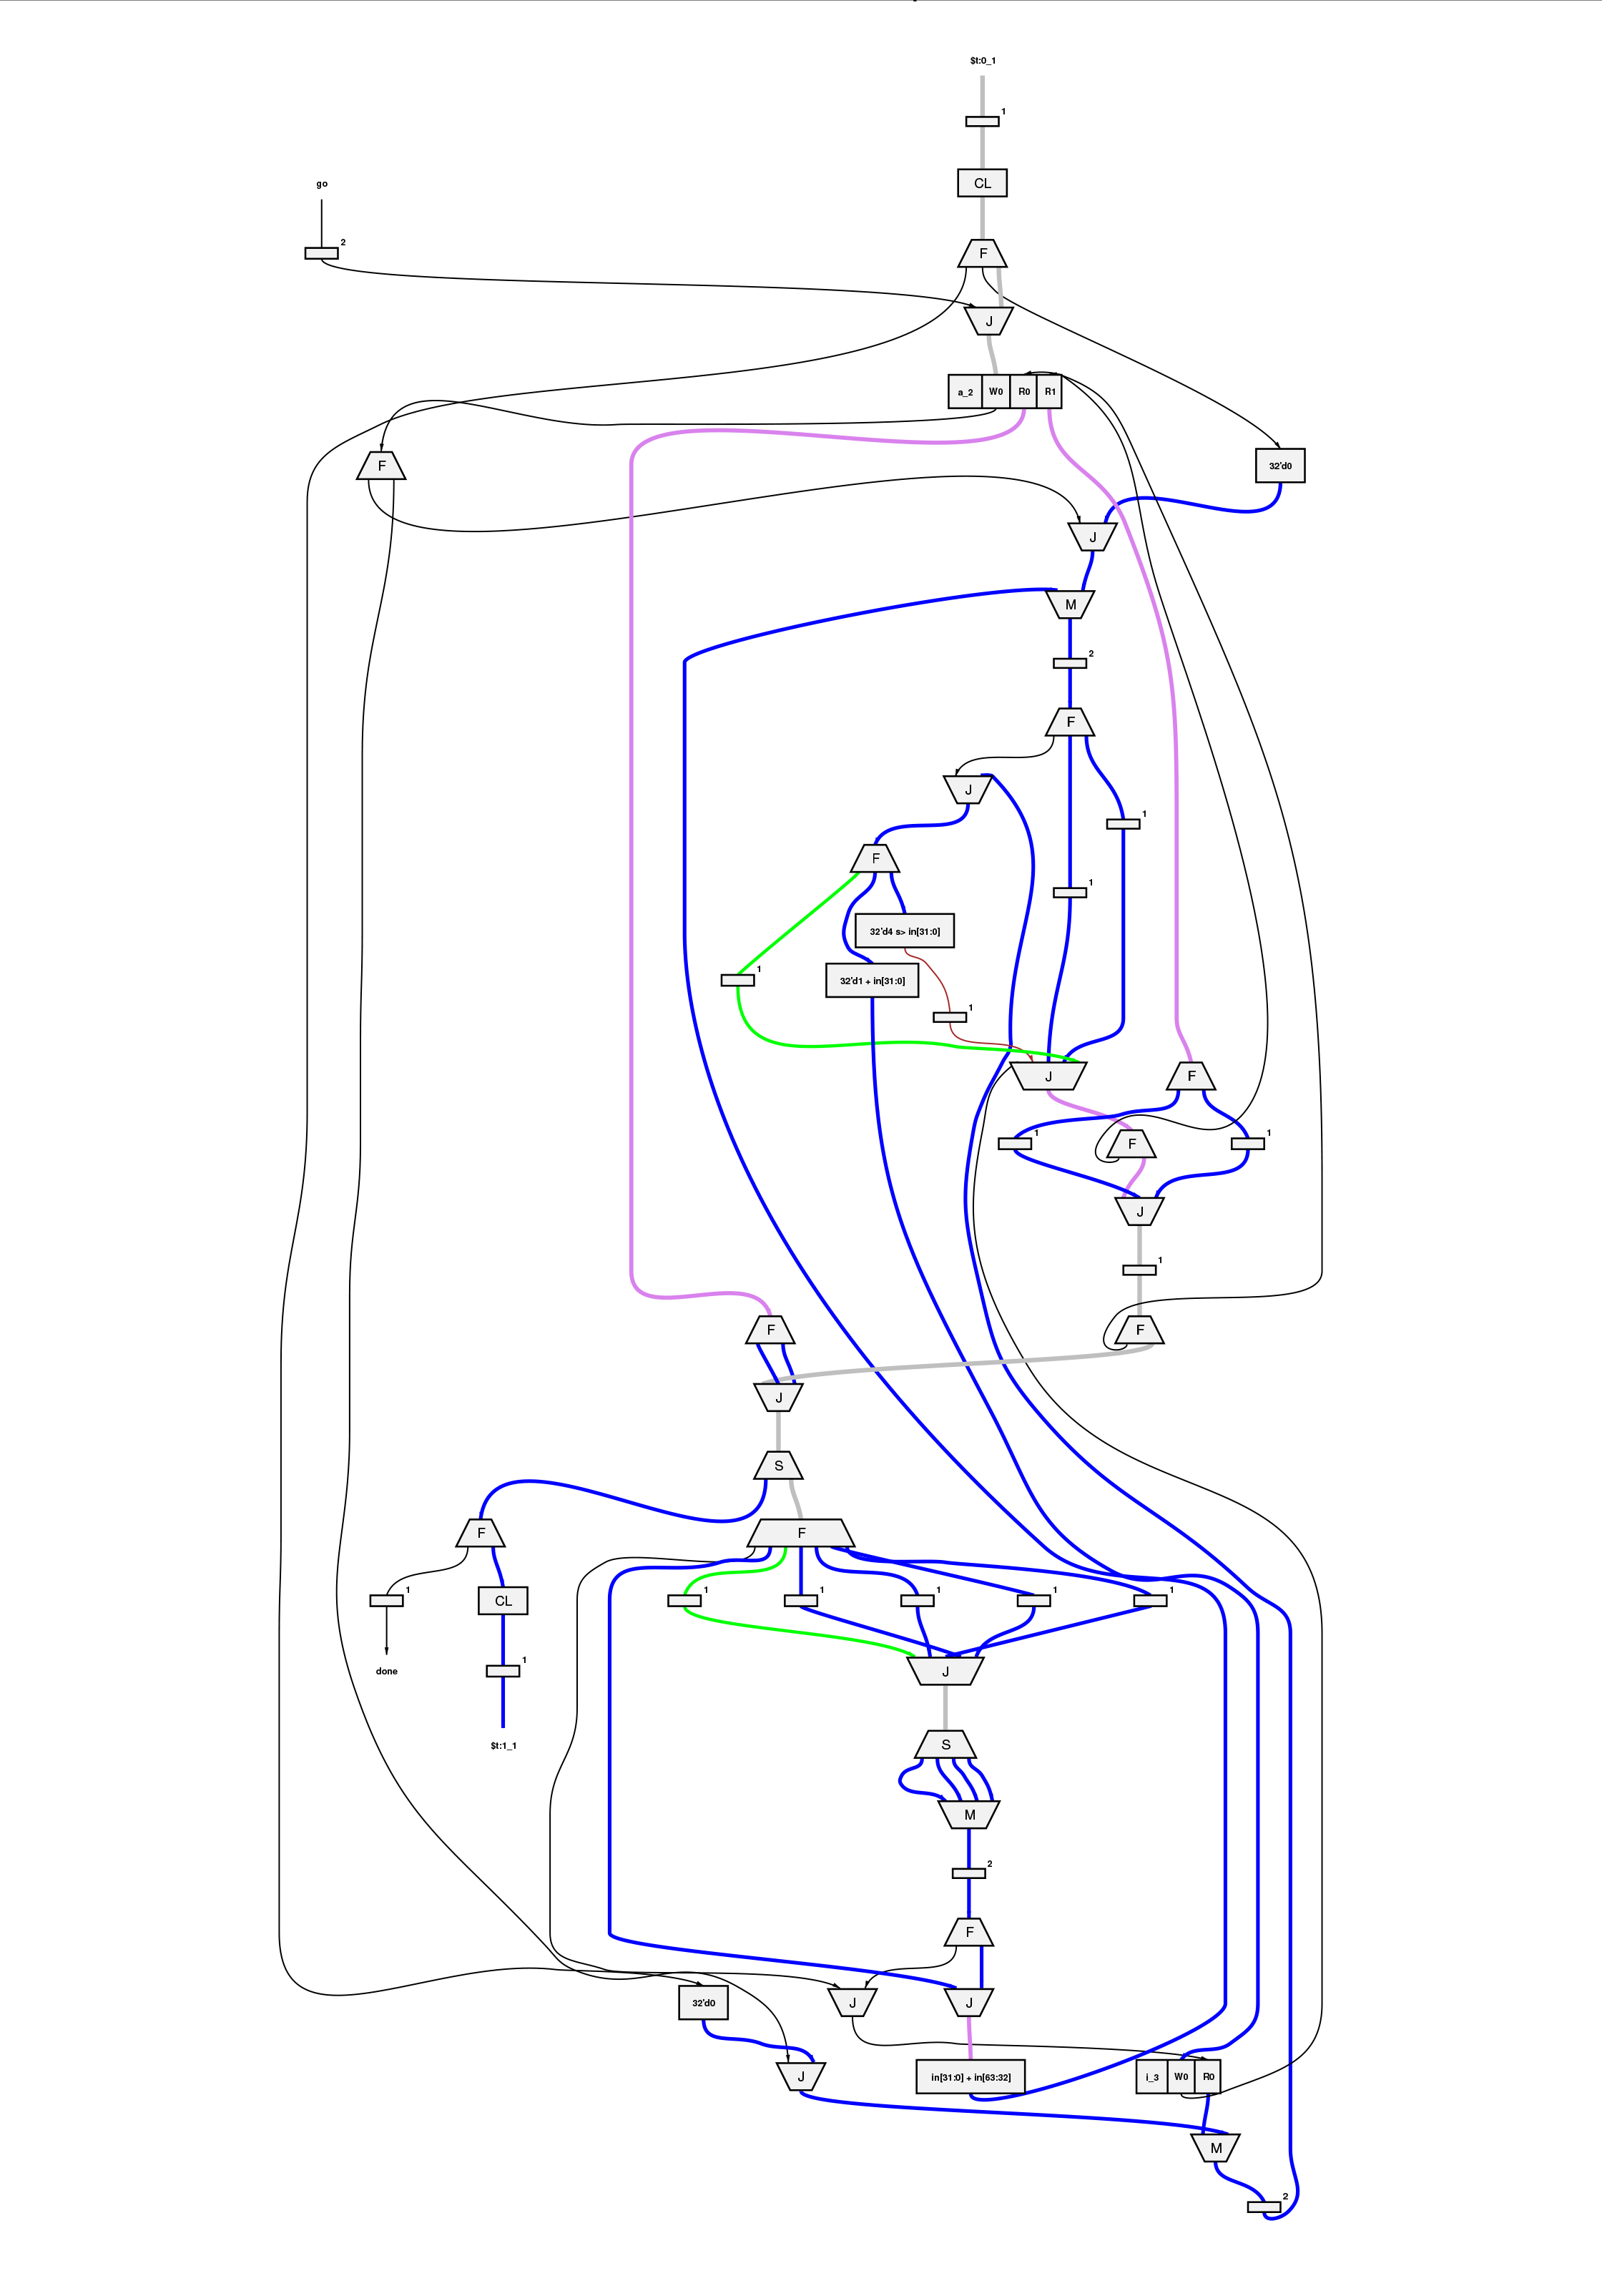 $t:0_1
1
CL
go
F
2
J
a_2 W0 R0 R1
F
32'd0
J
M
2
F
J
1
F
1
32'd4 s> in[31:0]
1
32'd1 + in[31:0]
1
J
F
1
F
1
J
1
F
F
J
S
F
F
1
CL
1
1
1
1
1
J
done
1
S
$t:1_1
M
2
F
32'd0
J
J
J
in[31:0] + in[63:32]
i_3 W0 R0
M
2